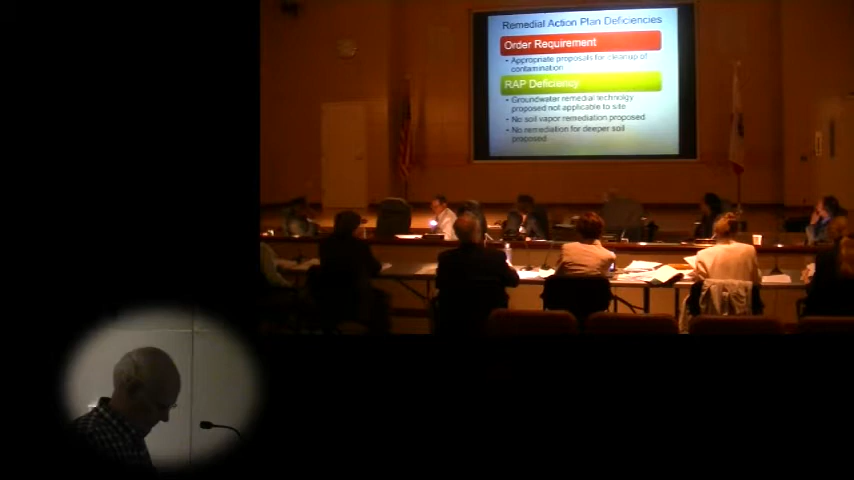 Remedial Action Plan Deficiencies
Order Requirement
• Appropriate proposals for cleanup of
contamination
RAP Deficiency
• Groundwater remedial technolgy
proposed not applicable to site
• No soil vapor remediation proposed
• No remediation for deeper soil
proposed